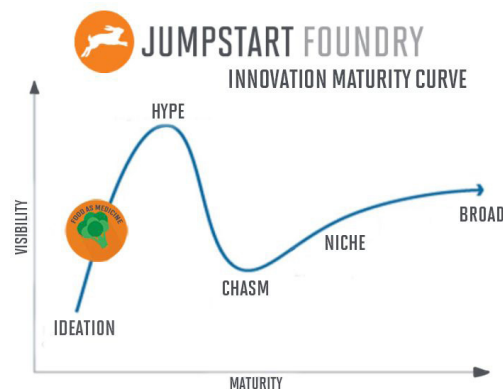 JUMPSTART FOUNDRY
INNOVATION MATURITY CURVE
HYPE
FOOD AS MEDICINE
VISIBILITY
BROAD
NICHE
CHASM
IDEATION
MATURITY